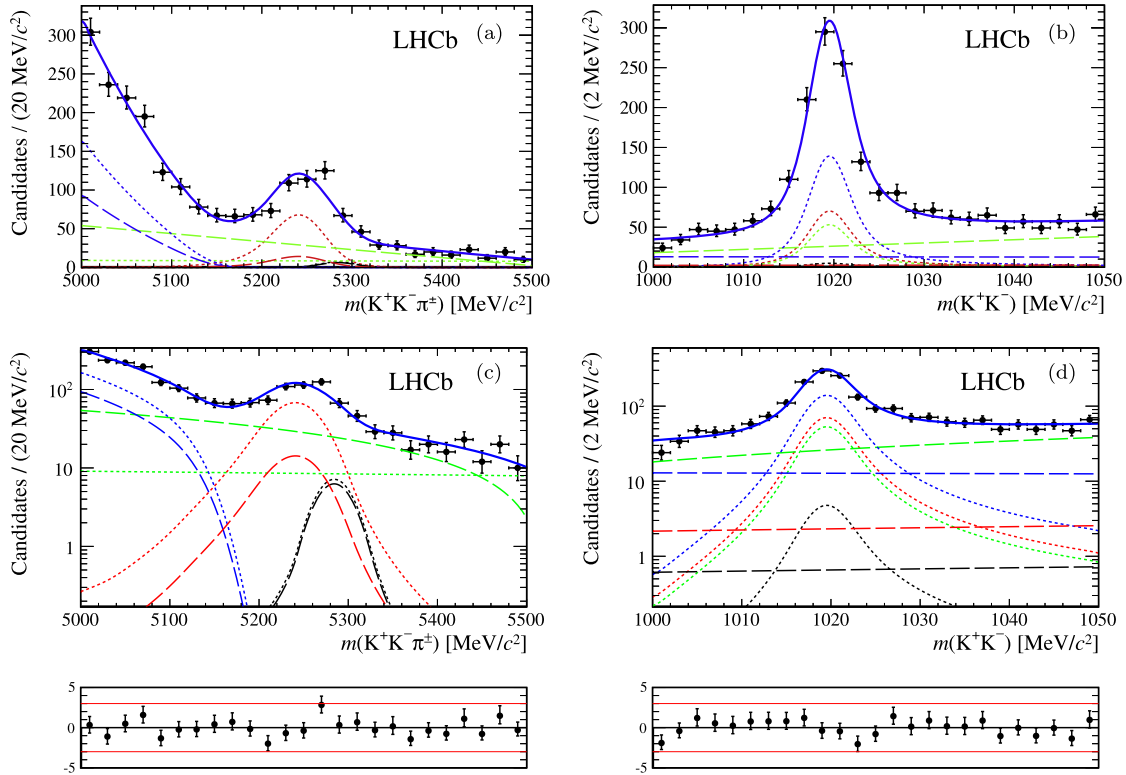 Candidates / (20 MeV/c²)
300
250
200
150
100
50
0
LHCb
(a)
5000 5100 5200 5300 5400 5500
m(K⁺K⁻π±) [MeV/c²]
Candidates / (2 MeV/c²)
300
250
200
150
100
50
0
LHCb
(b)
1000 1010 1020 1030 1040 1050
m(K⁺K⁻) [MeV/c²]
Candidates / (20 MeV/c²)
10²
10
1
LHCb
(c)
5000 5100 5200 5300 5400 5500
m(K⁺K⁻π±) [MeV/c²]
5
0
-5
Candidates / (2 MeV/c²)
10²
10
1
LHCb
(d)
1000 1010 1020 1030 1040 1050
m(K⁺K⁻) [MeV/c²]
5
0
-5